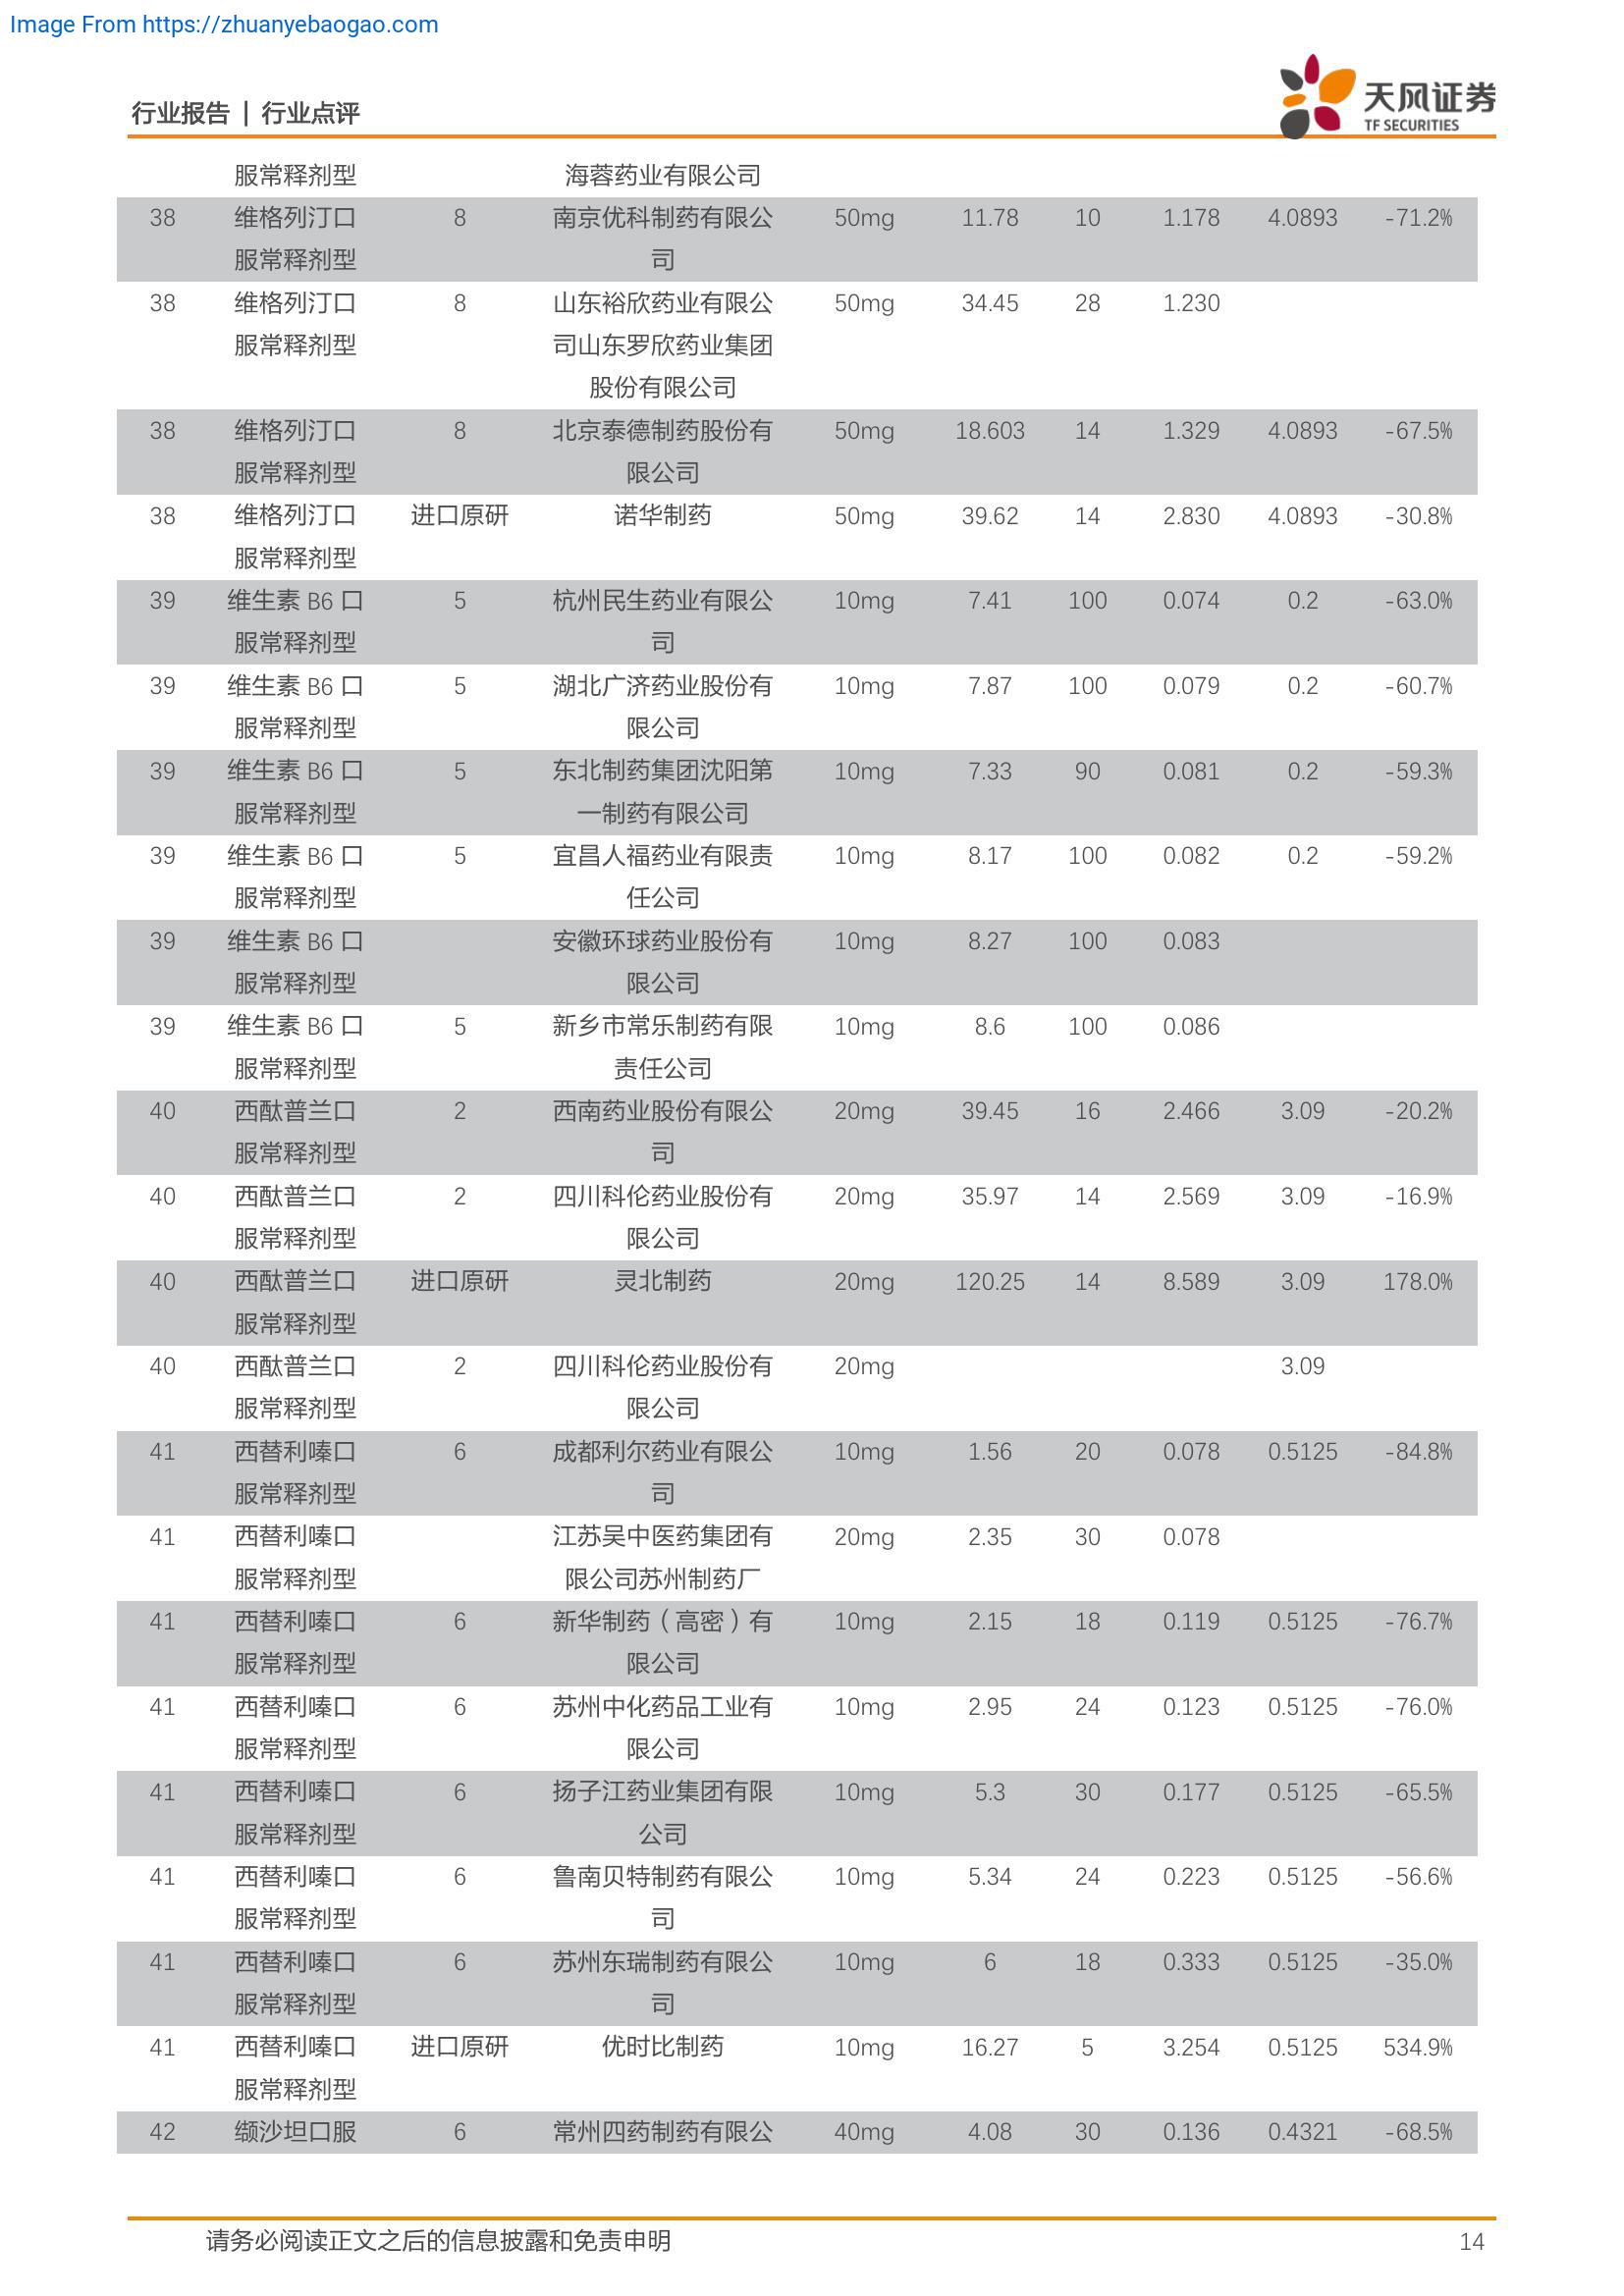 Image From https://zhuanyebaogao.com
行业报告 | 行业点评
天风证券
TF SECURITIES
服常释剂型 海蓉药业有限公司
38 维格列汀口 8 南京优科制药有限公 50mg 11.78 10 1.178 4.0893 -71.2%
服常释剂型 司
38 维格列汀口 8 山东裕欣药业有限公 50mg 34.45 28 1.230
服常释剂型 司山东罗欣药业集团
股份有限公司
38 维格列汀口 8 北京泰德制药股份有 50mg 18.603 14 1.329 4.0893 -67.5%
服常释剂型 限公司
38 维格列汀口 进口原研 诺华制药 50mg 39.62 14 2.830 4.0893 -30.8%
服常释剂型
39 维生素 B6 口 5 杭州民生药业有限公 10mg 7.41 100 0.074 0.2 -63.0%
服常释剂型 司
39 维生素 B6 口 5 湖北广济药业股份有 10mg 7.87 100 0.079 0.2 -60.7%
服常释剂型 限公司
39 维生素 B6 口 5 东北制药集团沈阳第 10mg 7.33 90 0.081 0.2 -59.3%
服常释剂型 一制药有限公司
39 维生素 B6 口 5 宜昌人福药业有限责 10mg 8.17 100 0.082 0.2 -59.2%
服常释剂型 任公司
39 维生素 B6 口 安徽环球药业股份有 10mg 8.27 100 0.083
服常释剂型 限公司
39 维生素 B6 口 5 新乡市常乐制药有限 10mg 8.6 100 0.086
服常释剂型 责任公司
40 西酞普兰口 2 西南药业股份有限公 20mg 39.45 16 2.466 3.09 -20.2%
服常释剂型 司
40 西酞普兰口 2 四川科伦药业股份有 20mg 35.97 14 2.569 3.09 -16.9%
服常释剂型 限公司
40 西酞普兰口 进口原研 灵北制药 20mg 120.25 14 8.589 3.09 178.0%
服常释剂型
40 西酞普兰口 2 四川科伦药业股份有 20mg 3.09
服常释剂型 限公司
41 西替利嗪口 6 成都利尔药业有限公 10mg 1.56 20 0.078 0.5125 -84.8%
服常释剂型 司
41 西替利嗪口 江苏吴中医药集团有 20mg 2.35 30 0.078
服常释剂型 限公司苏州制药厂
41 西替利嗪口 6 新华制药（高密）有 10mg 2.15 18 0.119 0.5125 -76.7%
服常释剂型 限公司
41 西替利嗪口 6 苏州中化药品工业有 10mg 2.95 24 0.123 0.5125 -76.0%
服常释剂型 限公司
41 西替利嗪口 6 扬子江药业集团有限 10mg 5.3 30 0.177 0.5125 -65.5%
服常释剂型 公司
41 西替利嗪口 6 鲁南贝特制药有限公 10mg 5.34 24 0.223 0.5125 -56.6%
服常释剂型 司
41 西替利嗪口 6 苏州东瑞制药有限公 10mg 6 18 0.333 0.5125 -35.0%
服常释剂型 司
41 西替利嗪口 进口原研 优时比制药 10mg 16.27 5 3.254 0.5125 534.9%
服常释剂型
42 缬沙坦口服 6 常州四药制药有限公 40mg 4.08 30 0.136 0.4321 -68.5%
请务必阅读正文之后的信息披露和免责申明 14